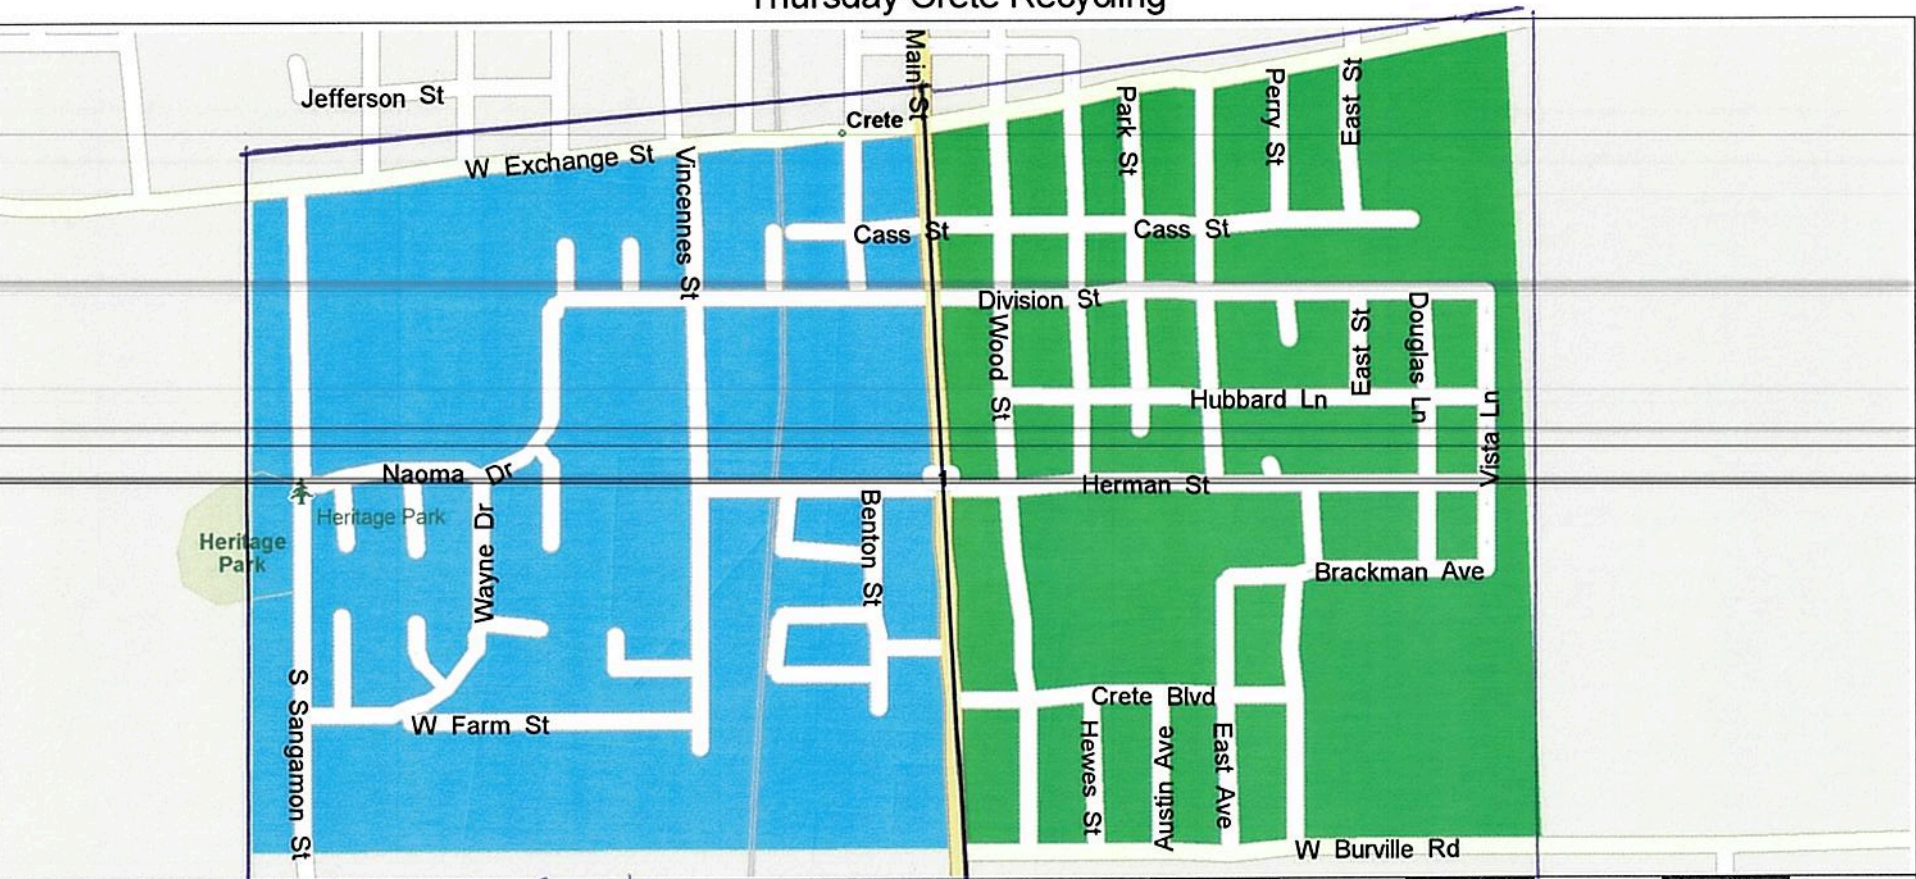 Thursday Crete Recycling
Main St
Jefferson St
Crete
W Exchange St
Vincennes St
Park St
Perry St
East St
Cass St
Cass St
Division St
Wood St
East St
Douglas Ln
Hubbard Ln
Vista Ln
Naoma Dr
1
Herman St
Heritage Park
Heritage
Park
Wayne Dr
Benton St
Brackman Ave
S Sangamon St
W Farm St
Crete Blvd
Hewes St
Austin Ave
East Ave
W Burville Rd